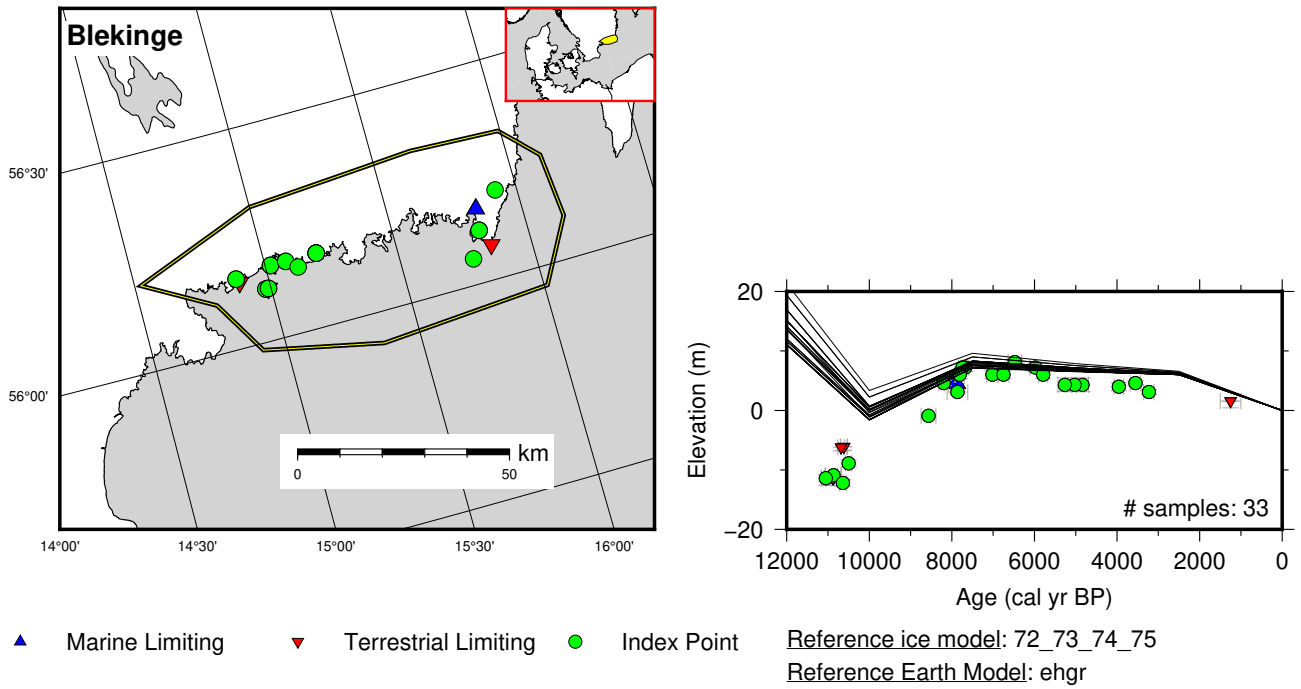 Blekinge
56°30'
56°00'
km
0 50
14°00' 14°30' 15°00' 15°30' 16°00'
20
0
−20
Elevation (m)
# samples: 33
12000 10000 8000 6000 4000 2000 0
Age (cal yr BP)
Marine Limiting Terrestrial Limiting Index Point
Reference ice model: 72_73_74_75
Reference Earth Model: ehgr